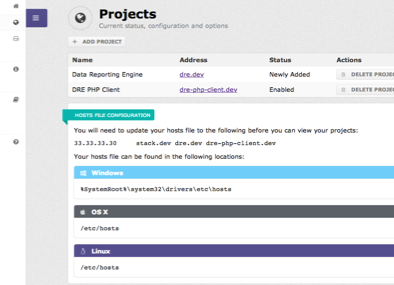 Projects
Current status, configuration and options
+ ADD PROJECT
Name Address Status Actions
Data Reporting Engine dre.dev Newly Added DELETE PROJE
DRE PHP Client dre-php-client.dev Enabled DELETE PROJE
HOSTS FILE CONFIGURATION
You will need to update your hosts file to the following before you can view your projects:
33.33.33.30 stack.dev dre.dev dre-php-client.dev
Your hosts file can be found in the following locations:
Windows
%SystemRoot%\system32\drivers\etc\hosts
OS X
/etc/hosts
Linux
/etc/hosts